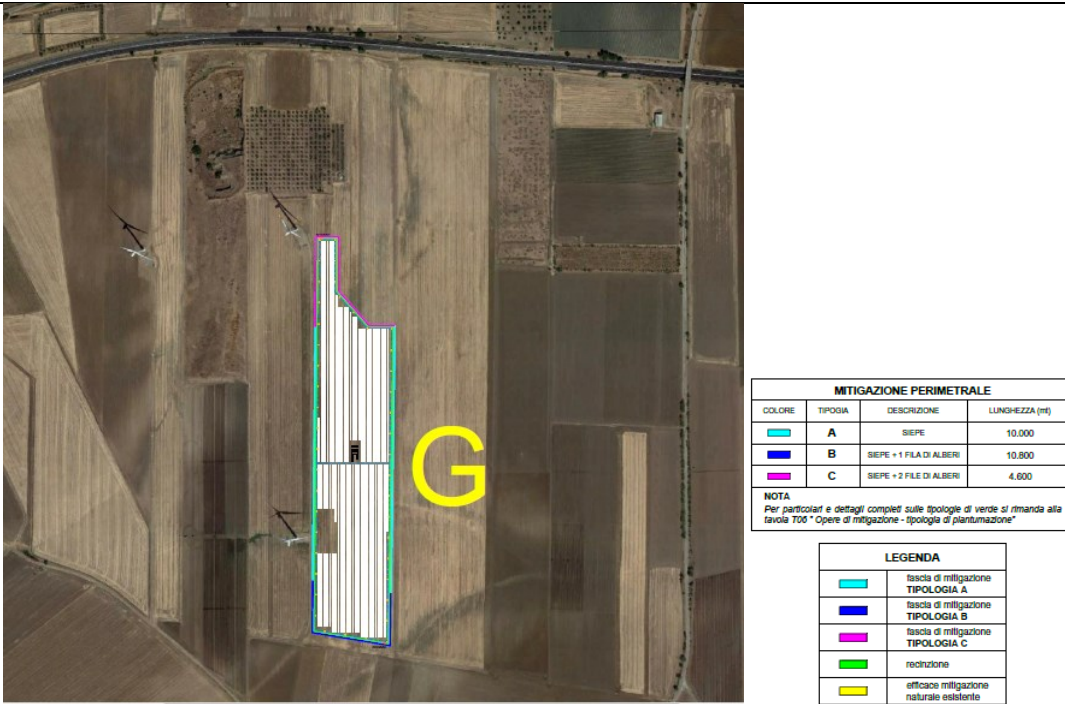 G
MITIGAZIONE PERIMETRALE
COLORE TIPOGIA DESCRIZIONE LUNGHEZZA (ml)
A SIEPE 10.000
B SIEPE + 1 FILA DI ALBERI 10.800
C SIEPE + 2 FILE DI ALBERI 4.600
NOTA
Per particolari e dettagli completi sulle tipologie di verde si rimanda alla
tavola T06 " Opere di mitigazione - tipologia di piantumazione"
LEGENDA
fascia di mitigazione
TIPOLOGIA A
fascia di mitigazione
TIPOLOGIA B
fascia di mitigazione
TIPOLOGIA C
recinzione
efficace mitigazione
naturale esistente